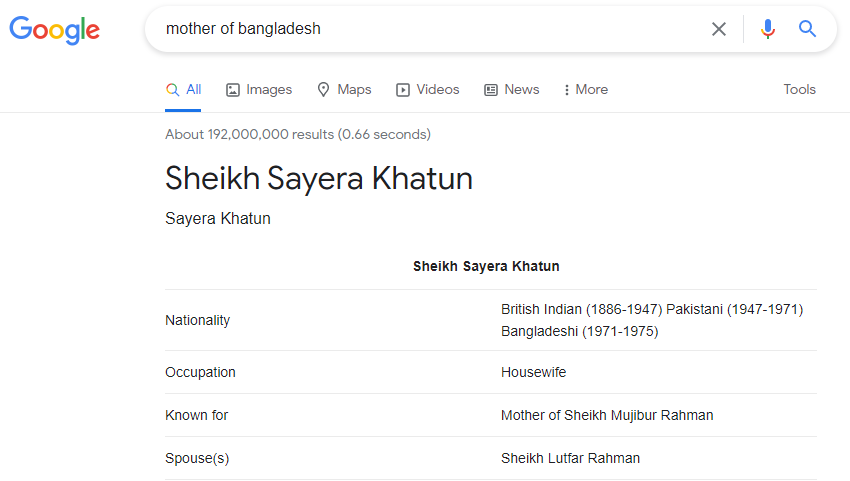 Google
mother of bangladesh
All Images Maps Videos News More Tools
About 192,000,000 results (0.66 seconds)
Sheikh Sayera Khatun
Sayera Khatun
Sheikh Sayera Khatun
Nationality
British Indian (1886-1947) Pakistani (1947-1971)
Bangladeshi (1971-1975)
Occupation Housewife
Known for Mother of Sheikh Mujibur Rahman
Spouse(s) Sheikh Lutfar Rahman